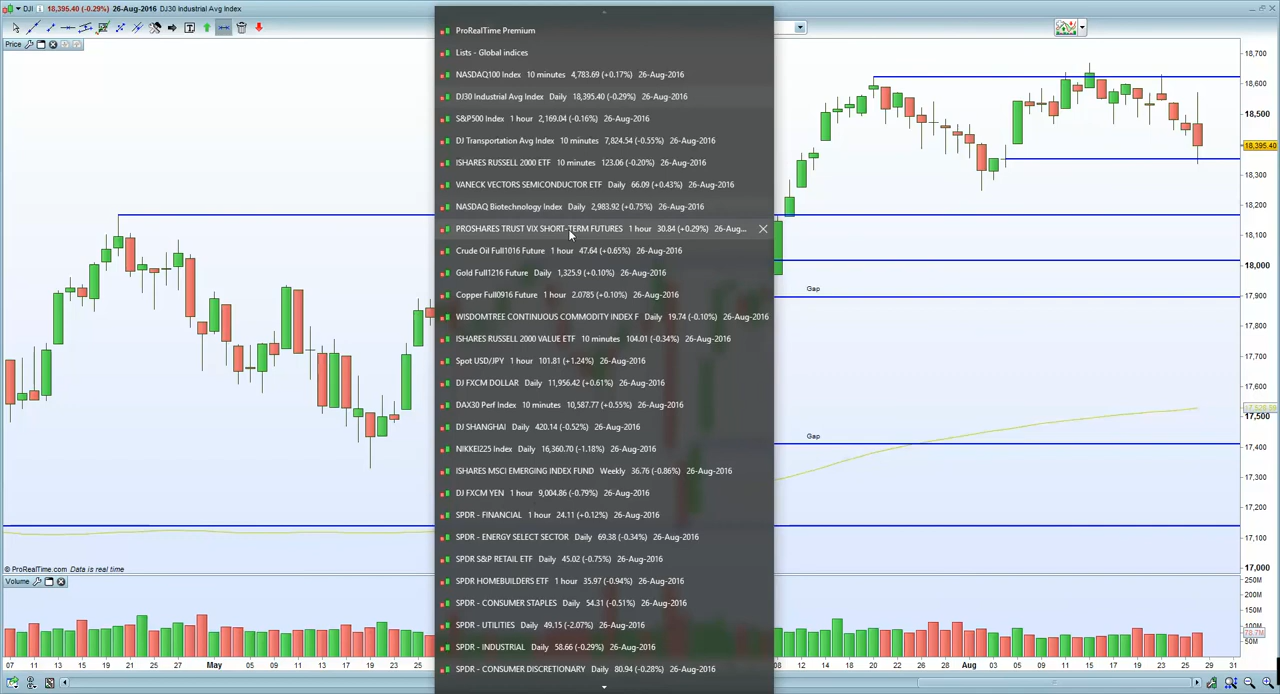 DJI 18,395.40 (-0.29%) 26-Aug-2016 DJ30 Industrial Avg Index
Price
ProRealTime Premium
Lists - Global indices
NASDAQ100 Index 10 minutes 4,783.69 (+0.17%) 26-Aug-2016
DJ30 Industrial Avg Index Daily 18,395.40 (-0.29%) 26-Aug-2016
S&P500 Index 1 hour 2,169.04 (-0.16%) 26-Aug-2016
DJ Transportation Avg Index 10 minutes 7,824.54 (-0.55%) 26-Aug-2016
ISHARES RUSSELL 2000 ETF 10 minutes 123.06 (-0.20%) 26-Aug-2016
VANECK VECTORS SEMICONDUCTOR ETF Daily 66.09 (+0.43%) 26-Aug-2016
NASDAQ Biotechnology Index Daily 2,983.92 (+0.75%) 26-Aug-2016
PROSHARES TRUST VIX SHORT-TERM FUTURES 1 hour 30.84 (+0.29%) 26-Aug...
Crude Oil Full1016 Future 1 hour 47.64 (+0.65%) 26-Aug-2016
Gold Full1216 Future Daily 1,325.9 (+0.10%) 26-Aug-2016
Copper Full0916 Future 1 hour 2.0785 (+0.10%) 26-Aug-2016
WISDOMTREE CONTINUOUS COMMODITY INDEX F Daily 19.74 (-0.10%) 26-Aug-2016
ISHARES RUSSELL 2000 VALUE ETF 10 minutes 104.01 (-0.34%) 26-Aug-2016
Spot USD/JPY 1 hour 101.81 (+1.24%) 26-Aug-2016
DJ FXCM DOLLAR Daily 11,956.42 (+0.61%) 26-Aug-2016
DAX30 Perf Index 10 minutes 10,587.77 (+0.55%) 26-Aug-2016
DJ SHANGHAI Daily 420.14 (-0.52%) 26-Aug-2016
NIKKEI225 Index Daily 16,360.70 (-1.18%) 26-Aug-2016
ISHARES MSCI EMERGING INDEX FUND Weekly 36.76 (-0.86%) 26-Aug-2016
DJ FXCM YEN 1 hour 9,004.86 (-0.79%) 26-Aug-2016
SPDR - FINANCIAL 1 hour 24.11 (+0.12%) 26-Aug-2016
SPDR - ENERGY SELECT SECTOR Daily 69.38 (-0.34%) 26-Aug-2016
SPDR S&P RETAIL ETF Daily 45.02 (-0.75%) 26-Aug-2016
SPDR HOMEBUILDERS ETF 1 hour 35.97 (-0.94%) 26-Aug-2016
SPDR - CONSUMER STAPLES Daily 54.31 (-0.51%) 26-Aug-2016
SPDR - UTILITIES Daily 49.15 (-2.07%) 26-Aug-2016
SPDR - INDUSTRIAL Daily 58.66 (-0.29%) 26-Aug-2016
SPDR - CONSUMER DISCRETIONARY Daily 80.94 (-0.28%) 26-Aug-2016
Gap
Gap
18,700
18,600
18,500
18,395.40
18,300
18,200
18,100
18,000
17,900
17,800
17,700
17,600
17,500
17,400
17,300
17,200
17,100
17,000
© ProRealTime.com Data is real time
Volume
250M
200M
150M
78.7M
50M
07 11 13 15 19 21 25 27 May 05 09 11 13 17 19 23
08 12 14 18 20 22 26 28 Aug 03 05 09 11 15 17 19 23 25 29 31